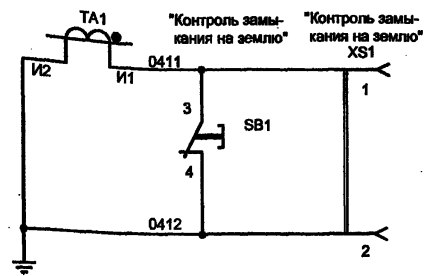 TA1
"Контроль замы-
кания на землю"
"Контроль замы-
кания на землю"
XS1
И2
И1
0411
1
3
SB1
4
0412
2